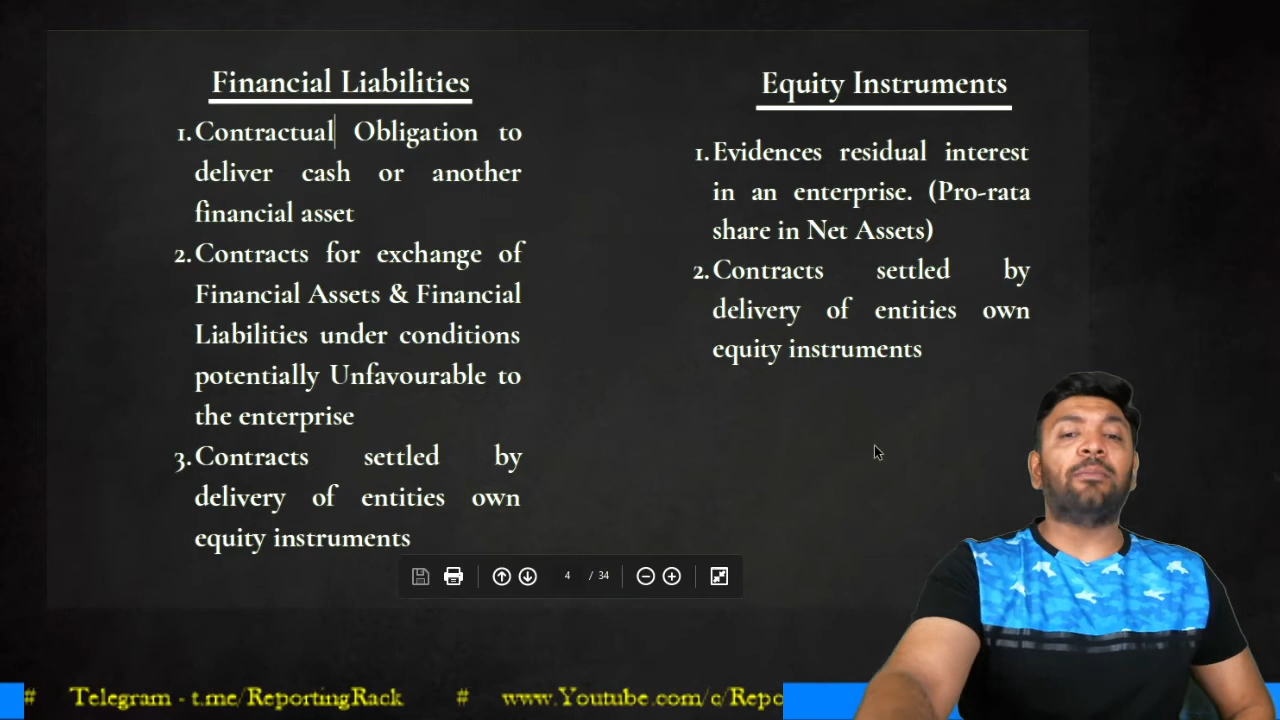 Financial Liabilities
1. Contractual Obligation to
deliver cash or another
financial asset
2. Contracts for exchange of
Financial Assets & Financial
Liabilities under conditions
potentially Unfavourable to
the enterprise
3. Contracts settled by
delivery of entities own
equity instruments
Equity Instruments
1. Evidences residual interest
in an enterprise. (Pro-rata
share in Net Assets)
2. Contracts settled by
delivery of entities own
equity instruments
4 / 34
# Telegram - t.me/ReportingRack # www.Youtube.com/c/Repo